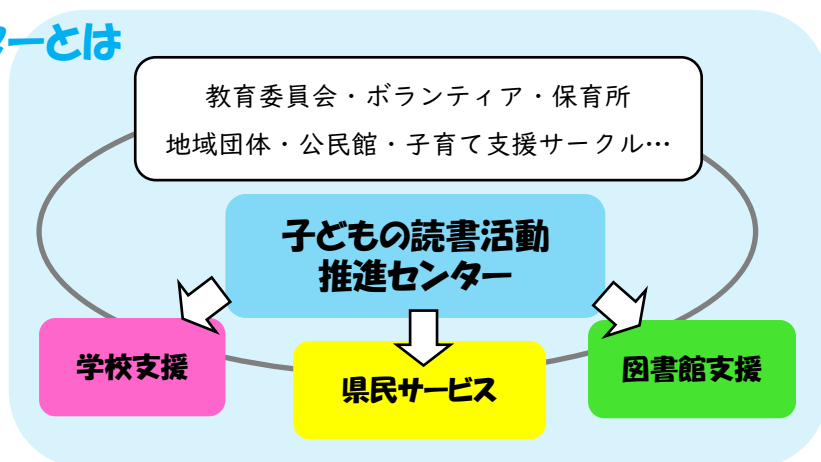 ターとは
教育委員会・ボランティア・保育所
地域団体・公民館・子育て支援サークル…
子どもの読書活動
推進センター
学校支援
県民サービス
図書館支援